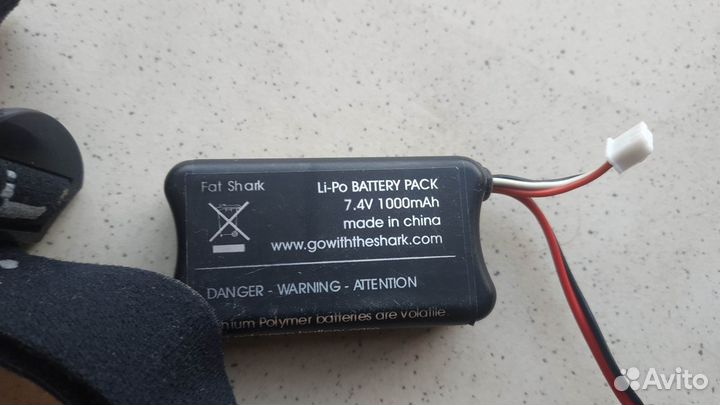 Fat Shark
Li-Po BATTERY PACK
7.4V 1000mAh
made in china
www.gowiththeshark.com
DANGER - WARNING - ATTENTION
Polymer batteries are volatile
Avito